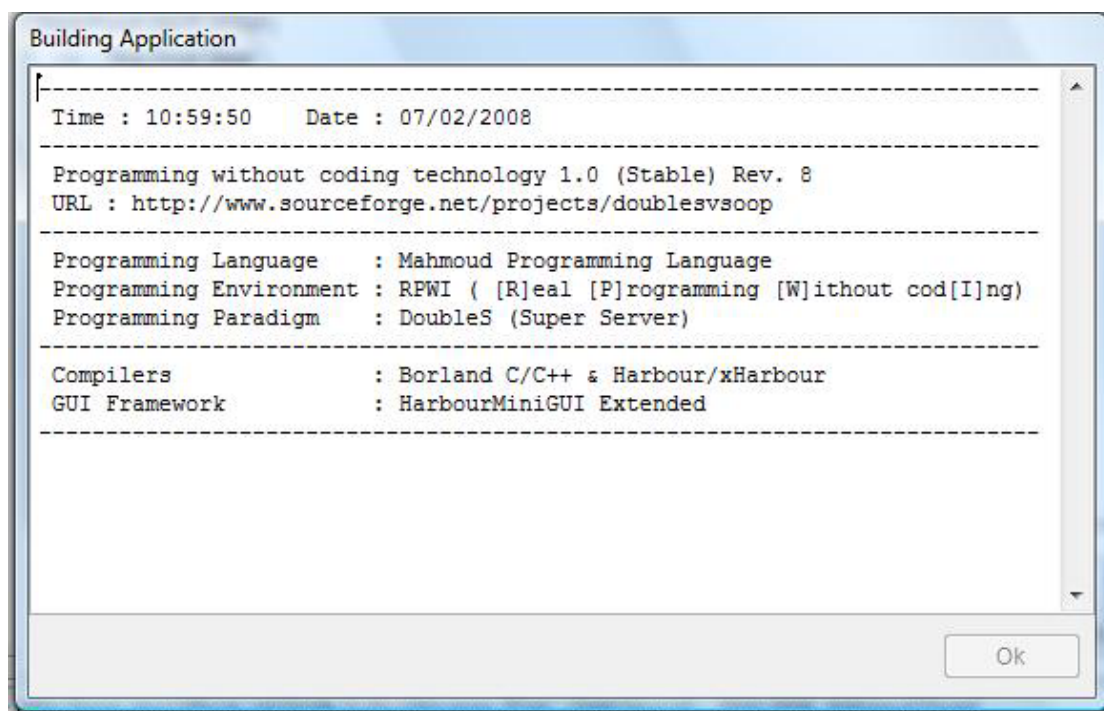 Building Application
--------------------------------------------------------------------------
Time : 10:59:50    Date : 07/02/2008
--------------------------------------------------------------------------
Programming without coding technology 1.0 (Stable) Rev. 8
URL : http://www.sourceforge.net/projects/doublesvsoop
--------------------------------------------------------------------------
Programming Language    : Mahmoud Programming Language
Programming Environment : RPWI ( [R]eal [P]rogramming [W]ithout cod[I]ng)
Programming Paradigm    : DoubleS (Super Server)
--------------------------------------------------------------------------
Compilers               : Borland C/C++ & Harbour/xHarbour
GUI Framework           : HarbourMiniGUI Extended
--------------------------------------------------------------------------
Ok